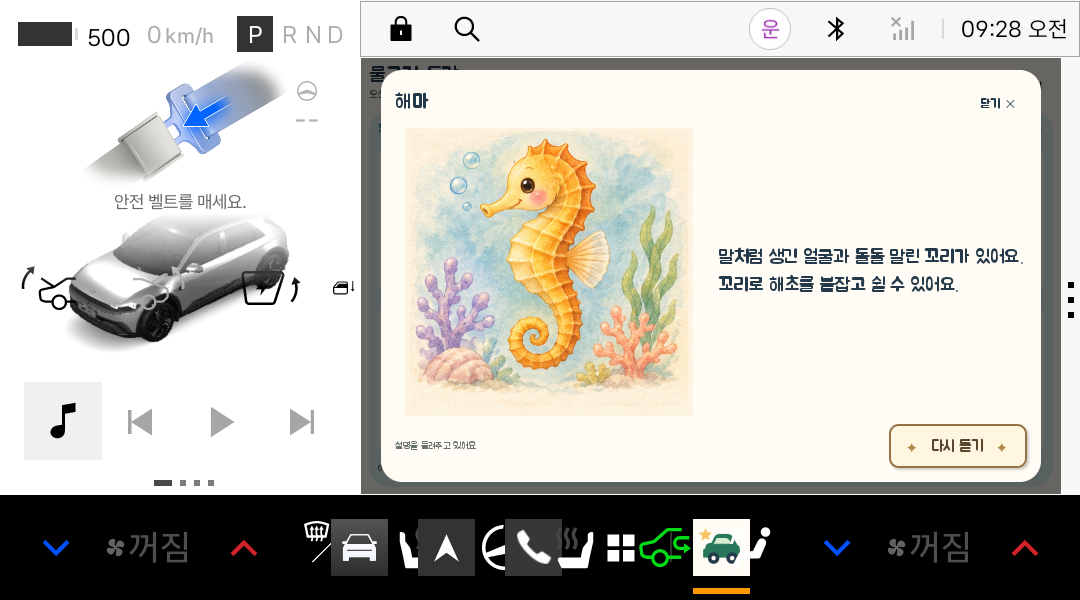 500
0 km/h
P R N D
운
09:28 오전
안전 벨트를 매세요.
해마
닫기 ×
말처럼 생긴 얼굴과 돌돌 말린 꼬리가 있어요.
꼬리로 해초를 붙잡고 쉴 수 있어요.
설명을 들려주고 있어요
다시 듣기
꺼짐
꺼짐